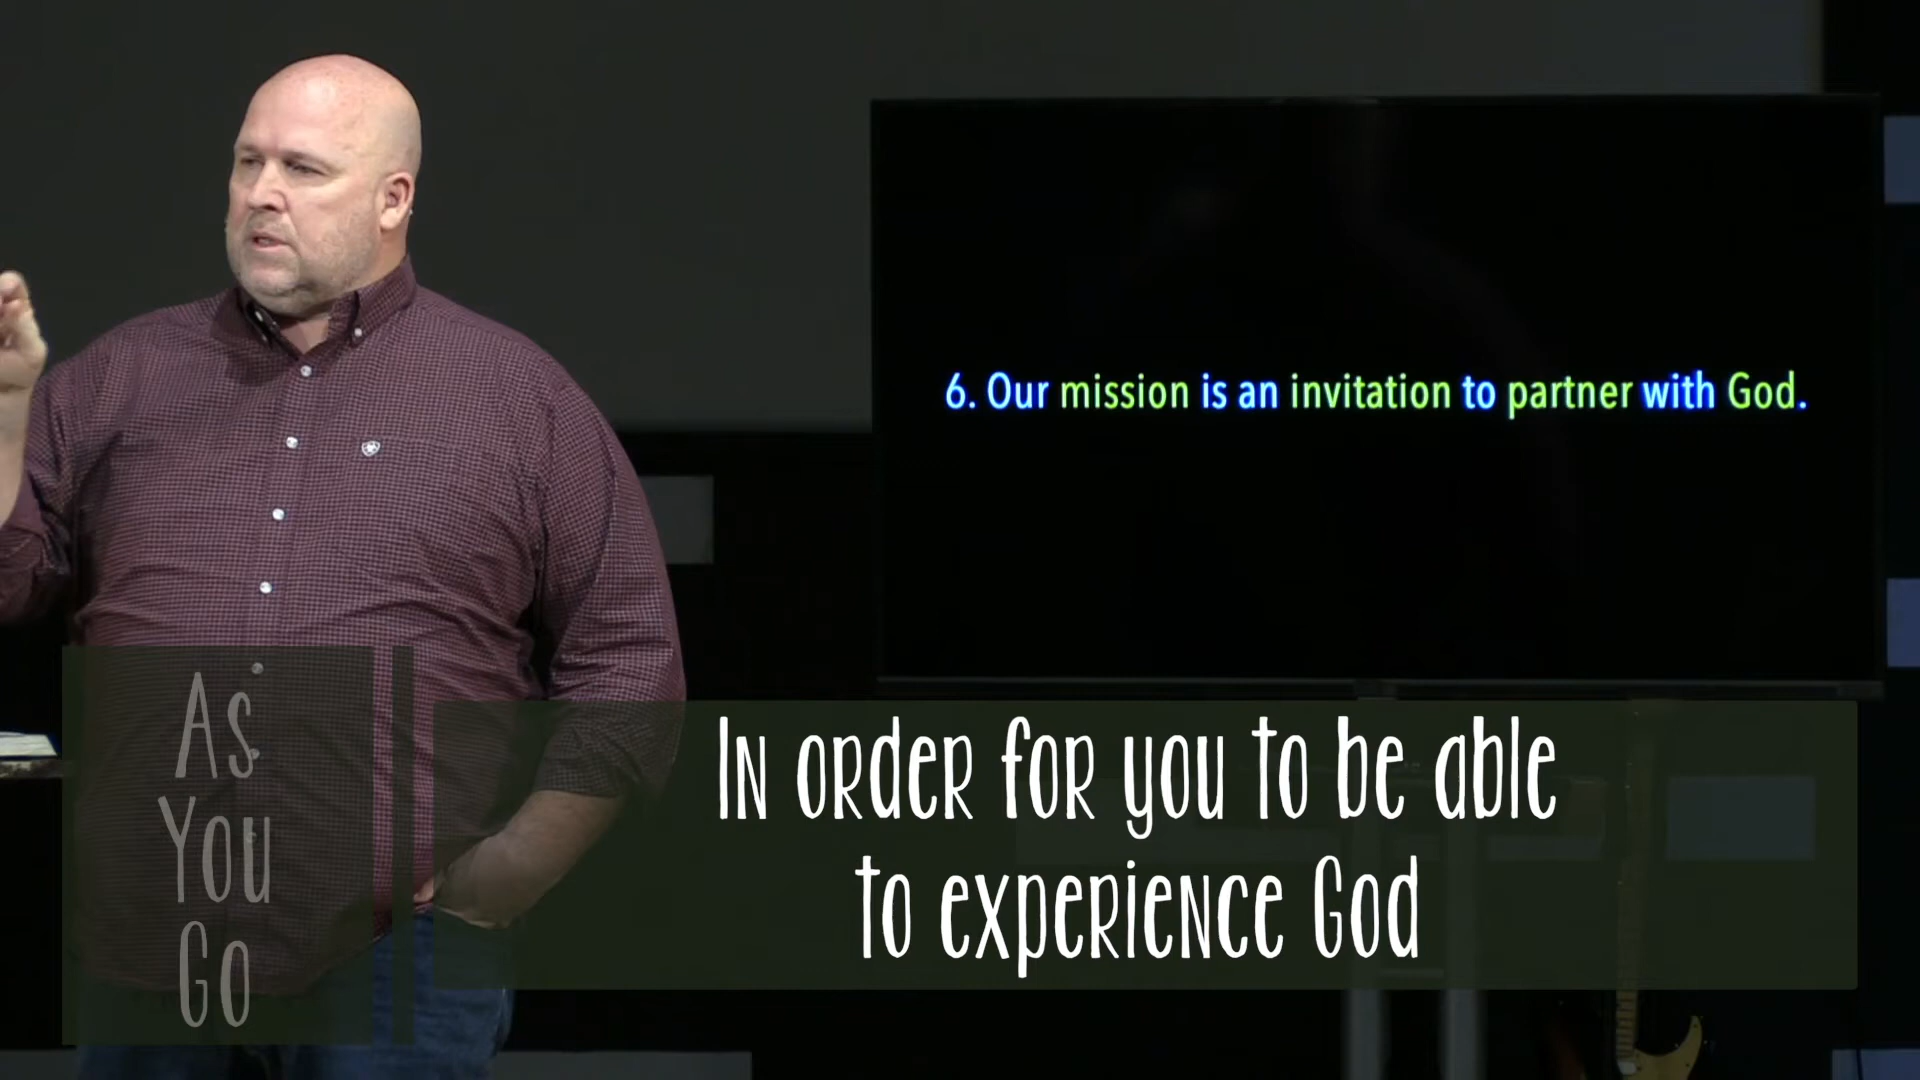 6. Our mission is an invitation to partner with God.
As
You
Go
In order for you to be able
to experience God